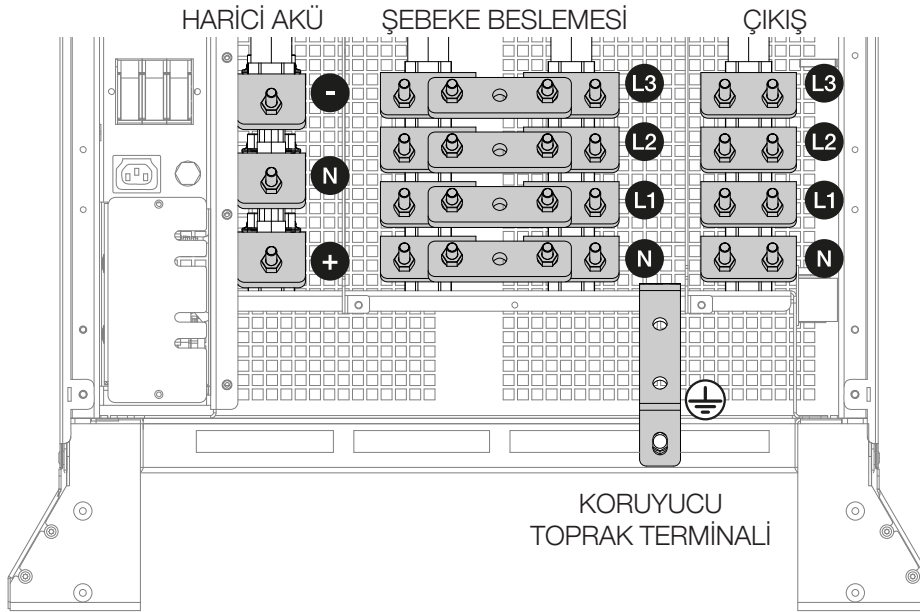 HARİCİ AKÜ ŞEBEKE BESLEMESİ ÇIKIŞ
- L3 L3
L2 L2
N
L1 L1
+ N N
KORUYUCU
TOPRAK TERMİNALİ